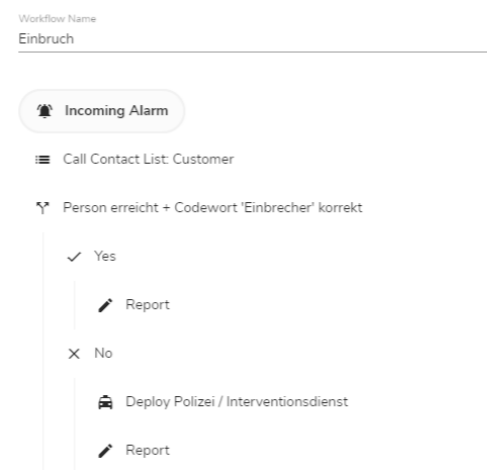 Workflow Name
Einbruch
Incoming Alarm
Call Contact List: Customer
Person erreicht + Codewort 'Einbrecher' korrekt
Yes
Report
No
Deploy Polizei / Interventionsdienst
Report